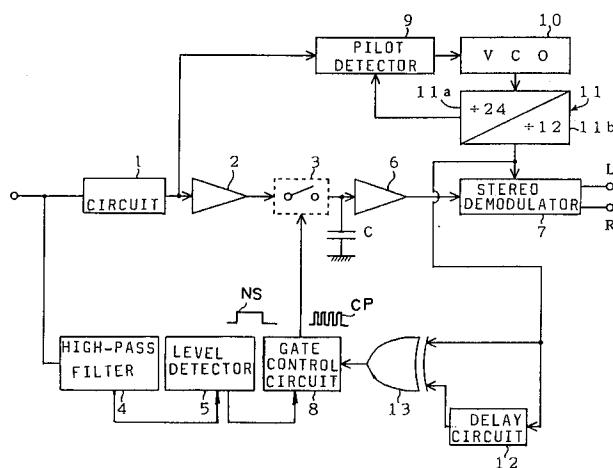 9
10
PILOT
DETECTOR
V C O
11a
÷24
11
÷12
11b
1
2
3
6
L
CIRCUIT
STEREO
DEMODULATOR
C
7
R
NS
CP
HIGH-PASS
FILTER
LEVEL
DETECTOR
GATE
CONTROL
CIRCUIT
4
5
8
13
DELAY
CIRCUIT
12